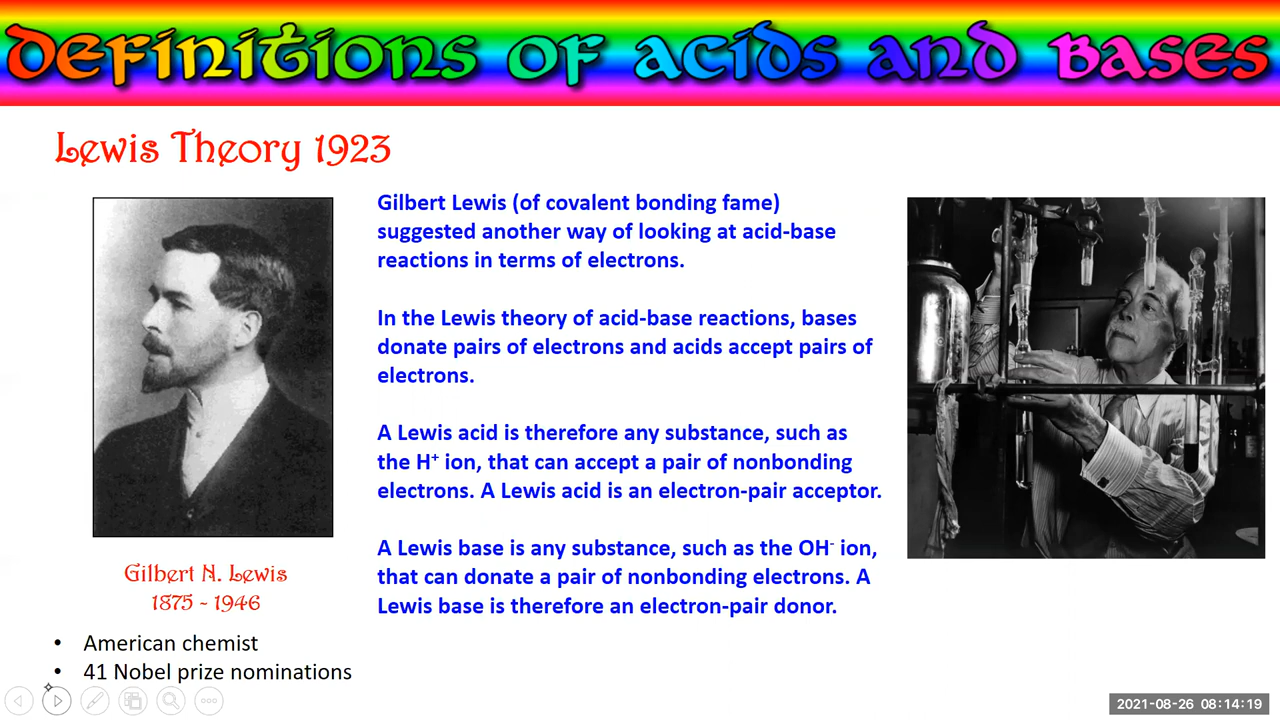 Definitions of Acids and Bases
Lewis Theory 1923
Gilbert Lewis (of covalent bonding fame)
suggested another way of looking at acid-base
reactions in terms of electrons.
In the Lewis theory of acid-base reactions, bases
donate pairs of electrons and acids accept pairs of
electrons.
A Lewis acid is therefore any substance, such as
the H⁺ ion, that can accept a pair of nonbonding
electrons. A Lewis acid is an electron-pair acceptor.
A Lewis base is any substance, such as the OH⁻ ion,
that can donate a pair of nonbonding electrons. A
Lewis base is therefore an electron-pair donor.
Gilbert N. Lewis
1875 - 1946
• American chemist
• 41 Nobel prize nominations
2021-08-26 08:14:19